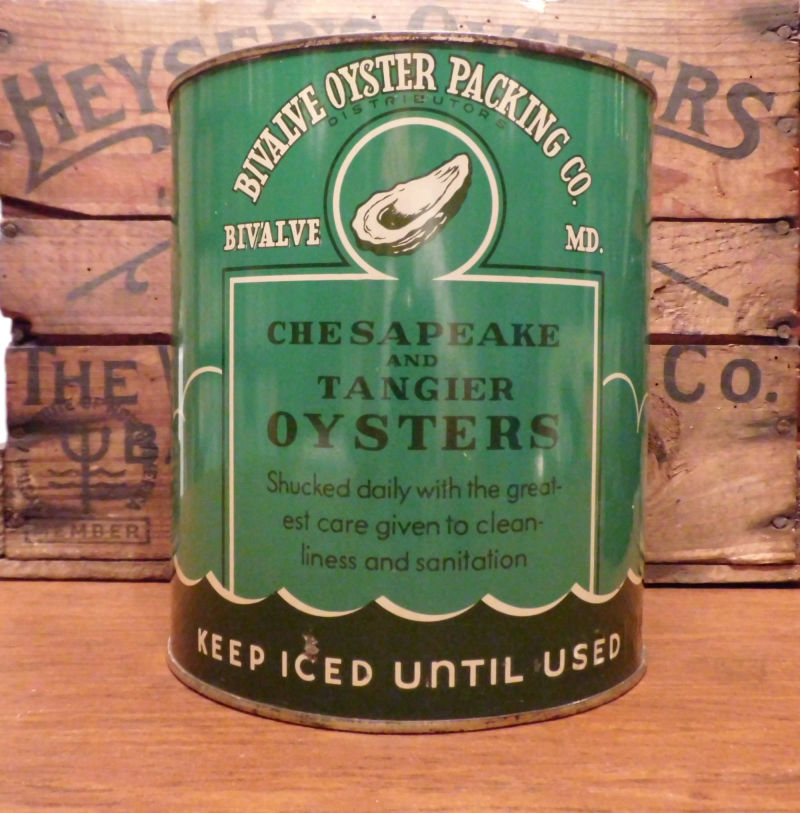 HEYSER'S OYSTERS
BIVALVE OYSTER PACKING CO.
DISTRIBUTORS
BIVALVE MD.
CHESAPEAKE
AND
TANGIER
OYSTERS
Shucked daily with the great-
est care given to clean-
liness and sanitation
KEEP ICED UNTIL USED
THE
Co.
MEMBER